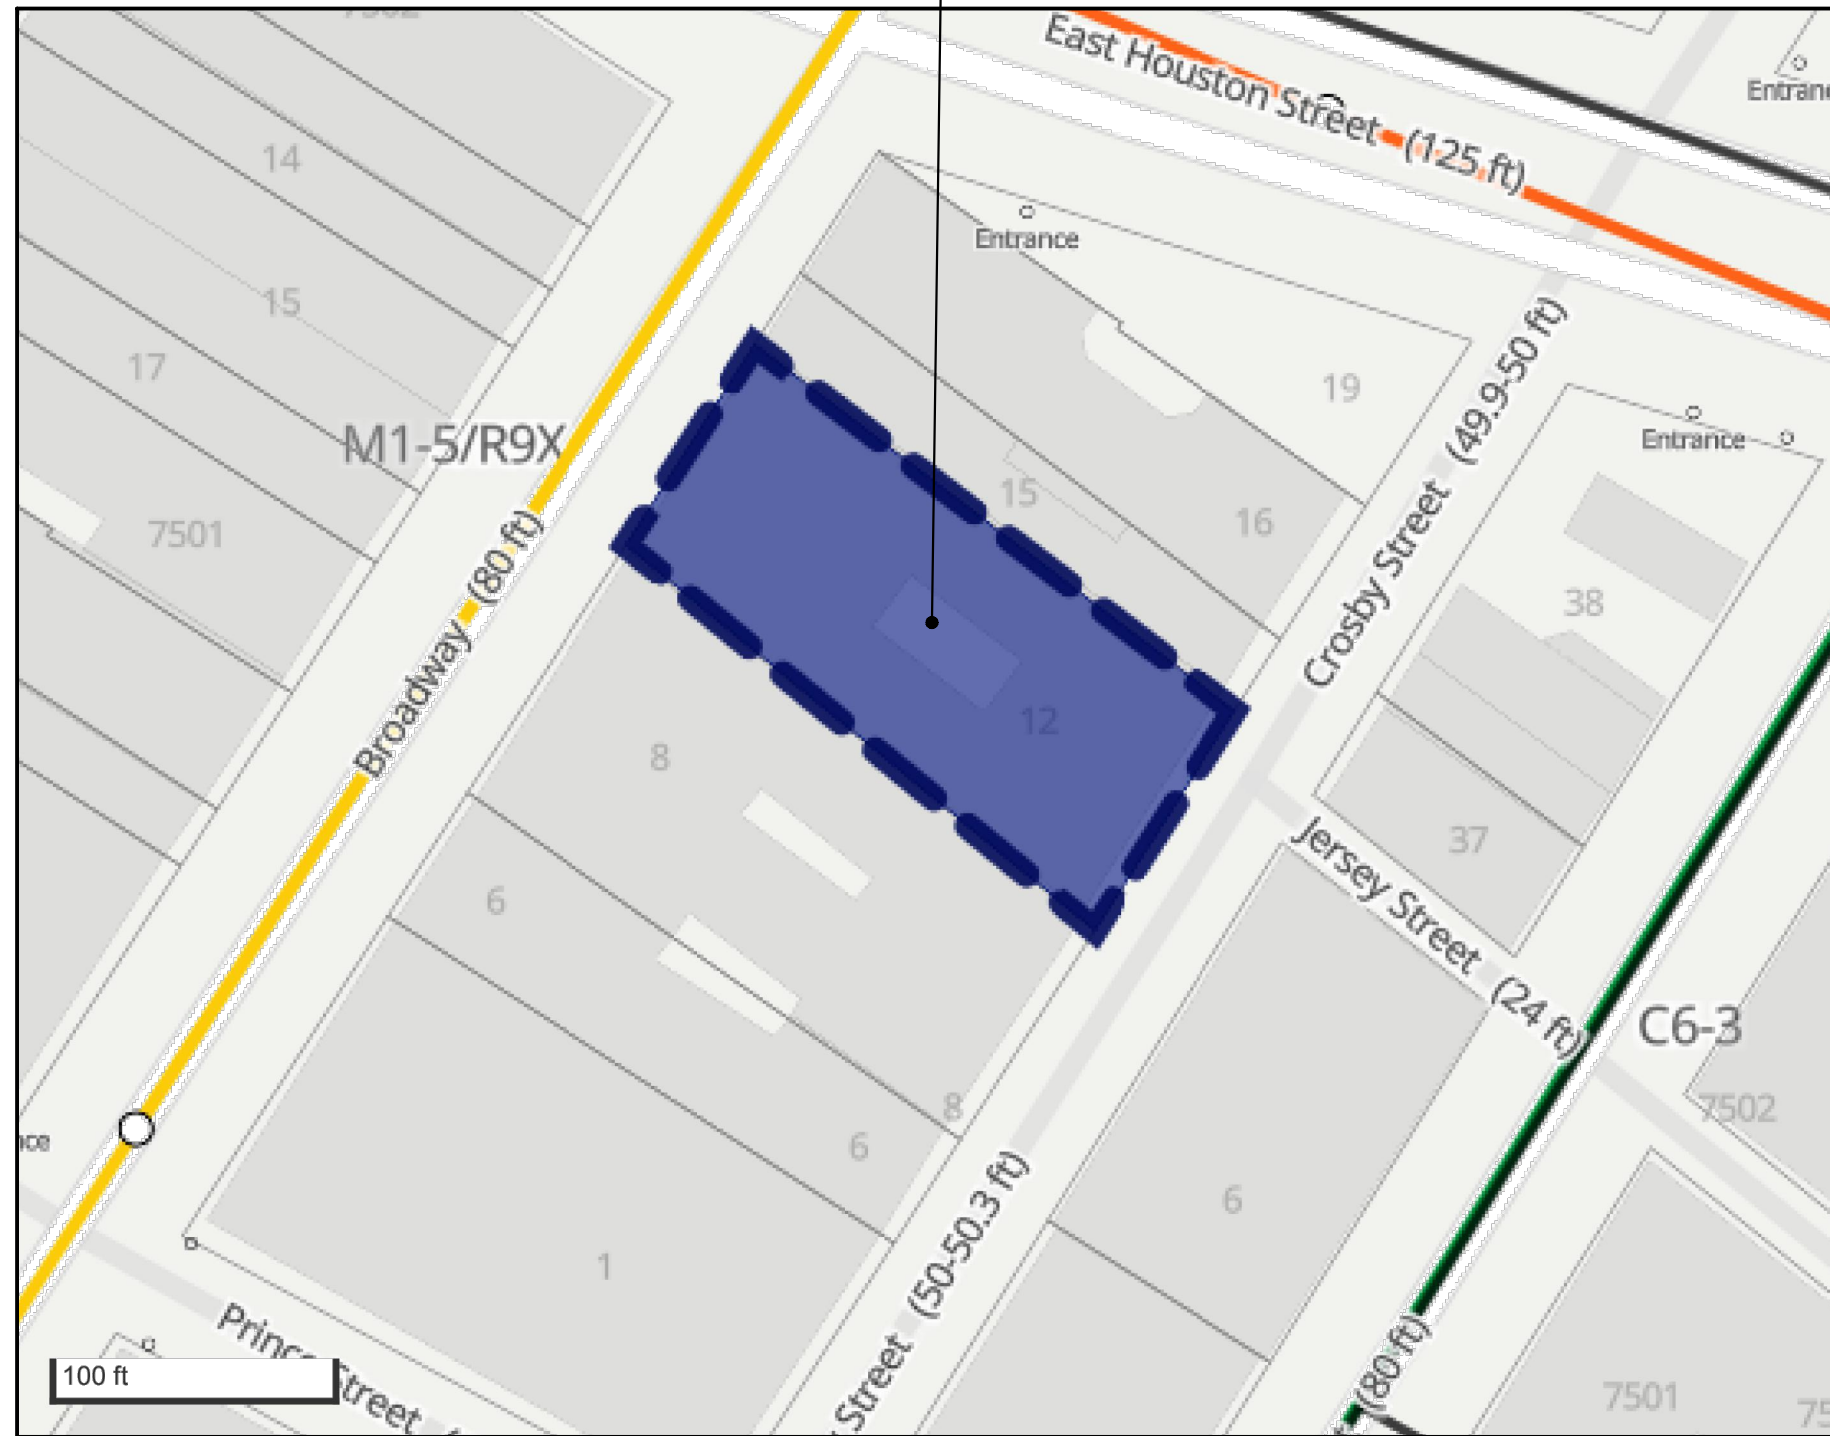 East Houston Street (125 ft)
Entrance
14
Entrance
15
17
19
M1-5/R9X
Crosby Street (49.9-50 ft)
Entrance
15
16
7501
Broadway (80 ft)
38
12
8
37
Jersey Street (24 ft)
6
C6-3
8
7502
6
6
Street (50-50.3 ft)
1
Prince Street
100 ft
(80 ft)
7501